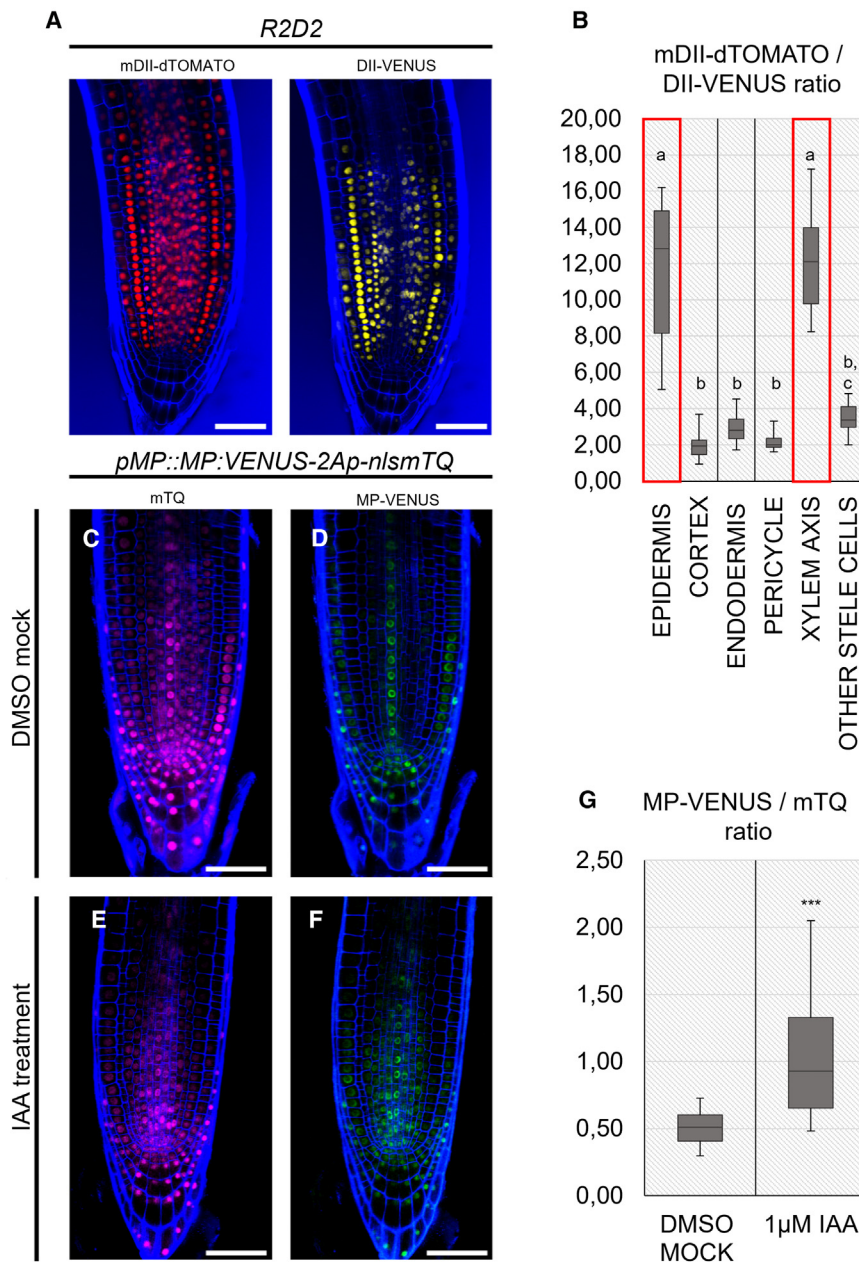 A
R2D2
mDII-dTOMATO
DII-VENUS
pMP::MP:VENUS-2Ap-nlsmTQ
mTQ
MP-VENUS
DMSO mock
C
D
IAA treatment
E
F
B
mDII-dTOMATO /
DII-VENUS ratio
20,00
18,00
16,00
14,00
12,00
10,00
8,00
6,00
4,00
2,00
0,00
a
b
b
b
a
b,
c
EPIDERMIS
CORTEX
ENDODERMIS
PERICYCLE
XYLEM AXIS
OTHER STELE CELLS
G
MP-VENUS / mTQ
ratio
2,50
2,00
1,50
1,00
0,50
0,00
***
DMSO
MOCK
1µM IAA